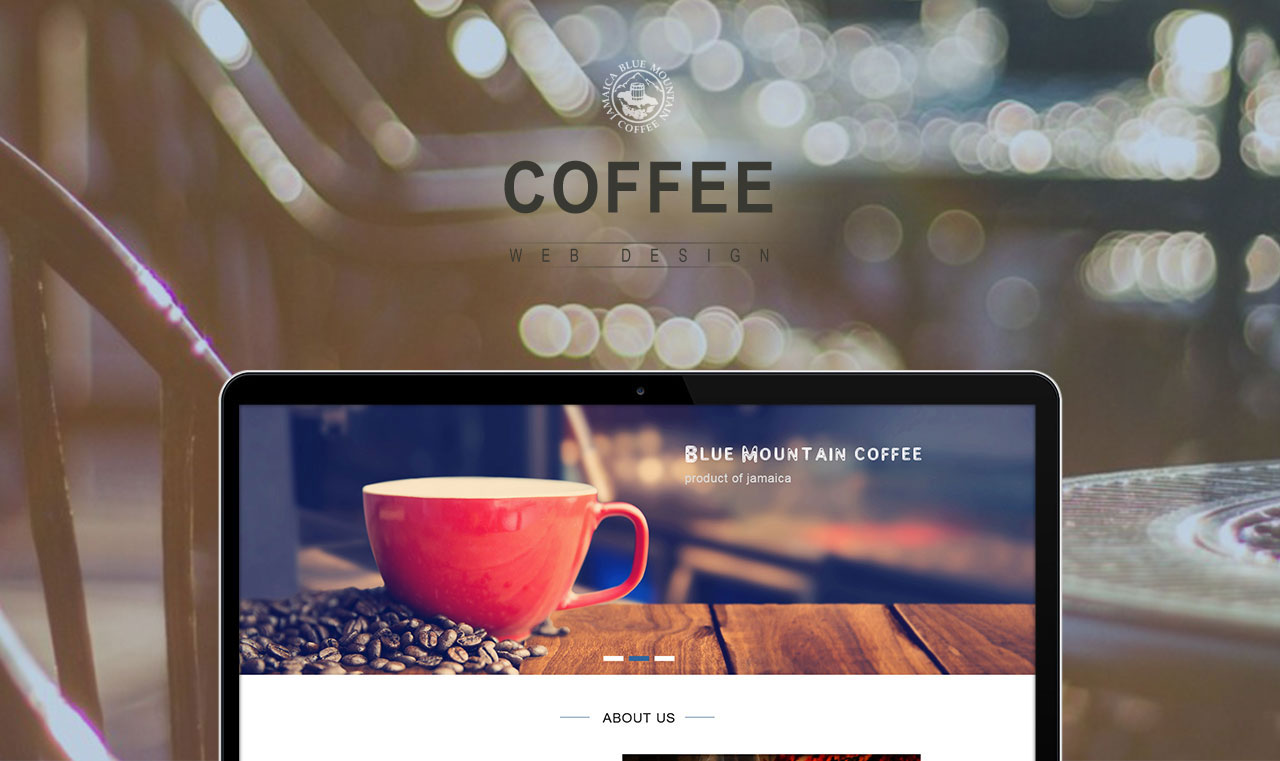 JAMAICA BLUE MOUNTAIN COFFEE
COFFEE
WEB DESIGN
BLUE MOUNTAIN COFFEE
product of jamaica
ABOUT US